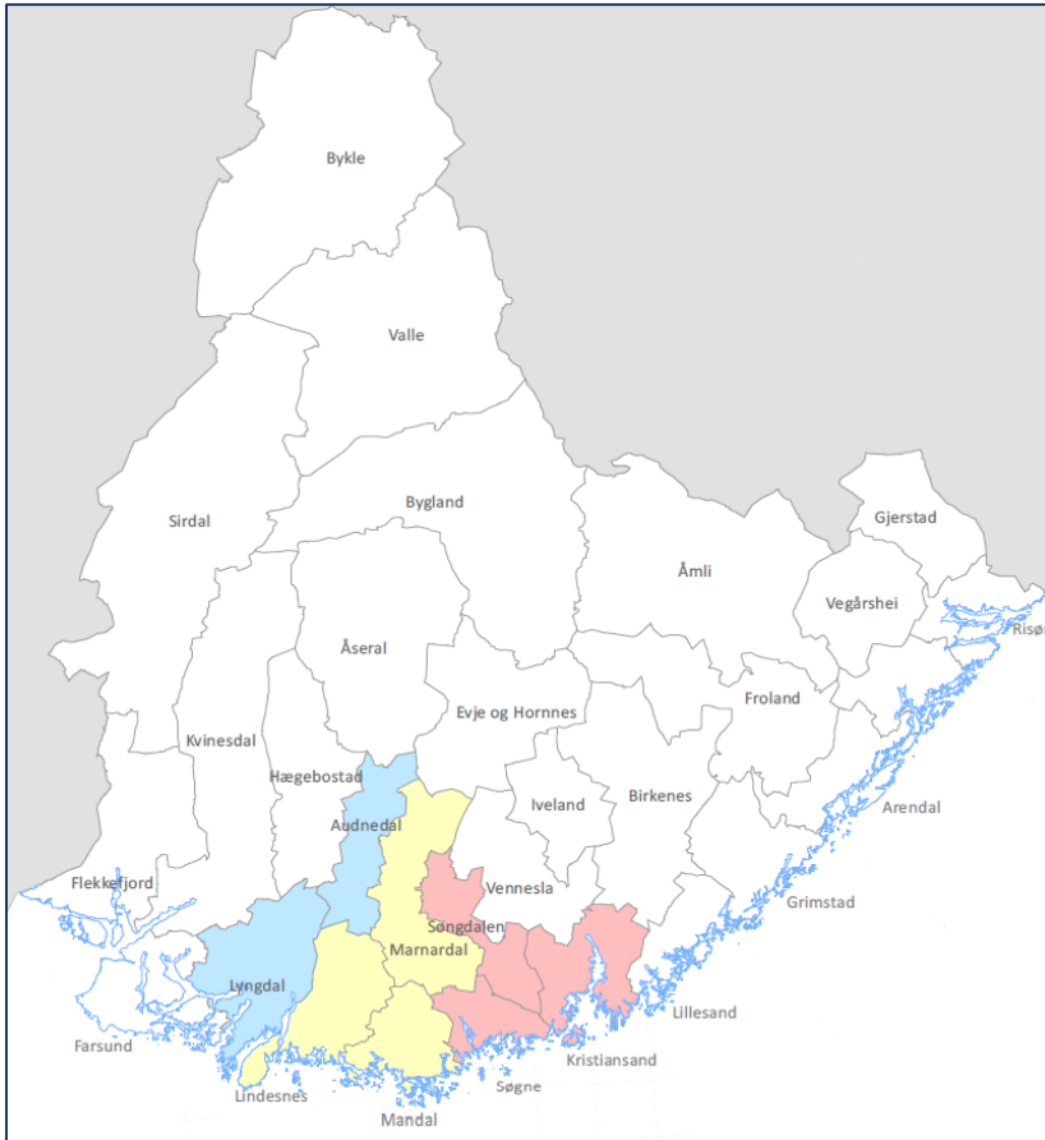 Bykle
Valle
Bygland
Sirdal
Gjerstad
Åmli
Vegårshei
Risør
Åseral
Froland
Evje og Hornnes
Kvinesdal
Hægebostad
Birkenes
Iveland
Arendal
Audnedal
Flekkefjord
Vennesla
Grimstad
Søngdalen
Marnardal
Lyngdal
Lillesand
Farsund
Kristiansand
Søgne
Lindesnes
Mandal